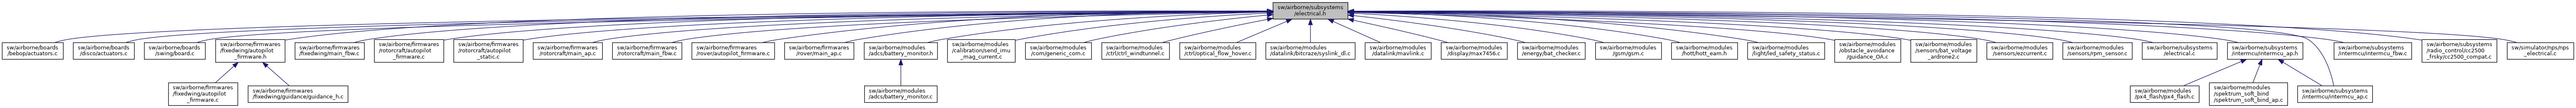 sw/airborne/subsystems
/electrical.h
sw/airborne/boards
/bebop/actuators.c
sw/airborne/boards
/disco/actuators.c
sw/airborne/boards
/swing/board.c
sw/airborne/firmwares
/fixedwing/autopilot
_firmware.h
sw/airborne/firmwares
/fixedwing/main_fbw.c
sw/airborne/firmwares
/rotorcraft/autopilot
_firmware.c
sw/airborne/firmwares
/rotorcraft/autopilot
_static.c
sw/airborne/firmwares
/rotorcraft/main_ap.c
sw/airborne/firmwares
/rotorcraft/main_fbw.c
sw/airborne/firmwares
/rover/autopilot_firmware.c
sw/airborne/firmwares
/rover/main_ap.c
sw/airborne/modules
/adcs/battery_monitor.h
sw/airborne/modules
/calibration/send_imu
_mag_current.c
sw/airborne/modules
/com/generic_com.c
sw/airborne/modules
/ctrl/ctrl_windtunnel.c
sw/airborne/modules
/ctrl/optical_flow_hover.c
sw/airborne/modules
/datalink/bitcraze/syslink_dl.c
sw/airborne/modules
/datalink/mavlink.c
sw/airborne/modules
/display/max7456.c
sw/airborne/modules
/energy/bat_checker.c
sw/airborne/modules
/gsm/gsm.c
sw/airborne/modules
/hott/hott_eam.h
sw/airborne/modules
/light/led_safety_status.c
sw/airborne/modules
/obstacle_avoidance
/guidance_OA.c
sw/airborne/modules
/sensors/bat_voltage
_ardrone2.c
sw/airborne/modules
/sensors/ezcurrent.c
sw/airborne/modules
/sensors/rpm_sensor.c
sw/airborne/subsystems
/electrical.c
sw/airborne/subsystems
/intermcu/intermcu_ap.h
sw/airborne/subsystems
/intermcu/intermcu_fbw.c
sw/airborne/subsystems
/radio_control/cc2500
_frsky/cc2500_compat.c
sw/simulator/nps/nps
_electrical.c
sw/airborne/firmwares
/fixedwing/autopilot
_firmware.c
sw/airborne/firmwares
/fixedwing/guidance/guidance_h.c
sw/airborne/modules
/adcs/battery_monitor.c
sw/airborne/modules
/px4_flash/px4_flash.c
sw/airborne/modules
/spektrum_soft_bind
/spektrum_soft_bind_ap.c
sw/airborne/subsystems
/intermcu/intermcu_ap.c